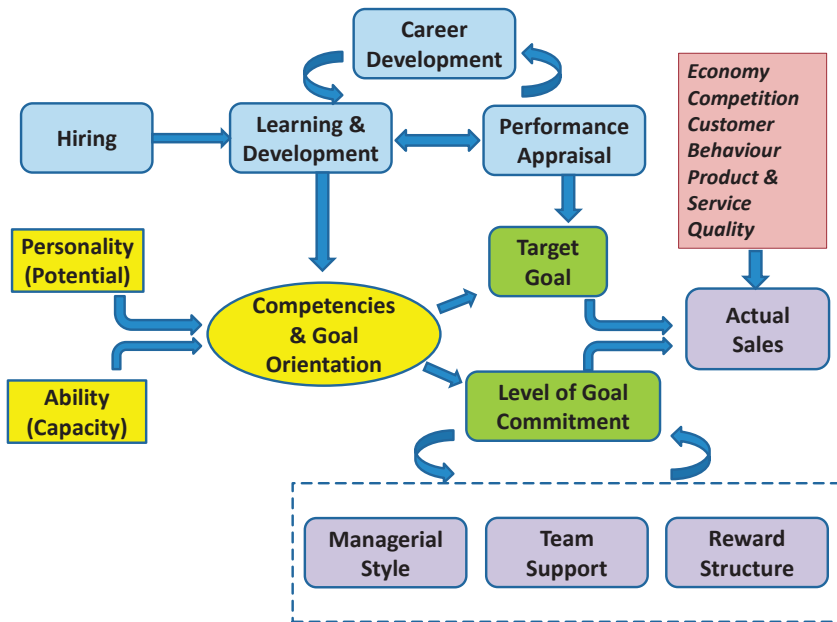 Career
Development
Economy
Competition
Customer
Behaviour
Product &
Service
Quality
Hiring
Learning &
Development
Performance
Appraisal
Personality
(Potential)
Target
Goal
Competencies
& Goal
Orientation
Actual
Sales
Ability
(Capacity)
Level of Goal
Commitment
Managerial
Style
Team
Support
Reward
Structure